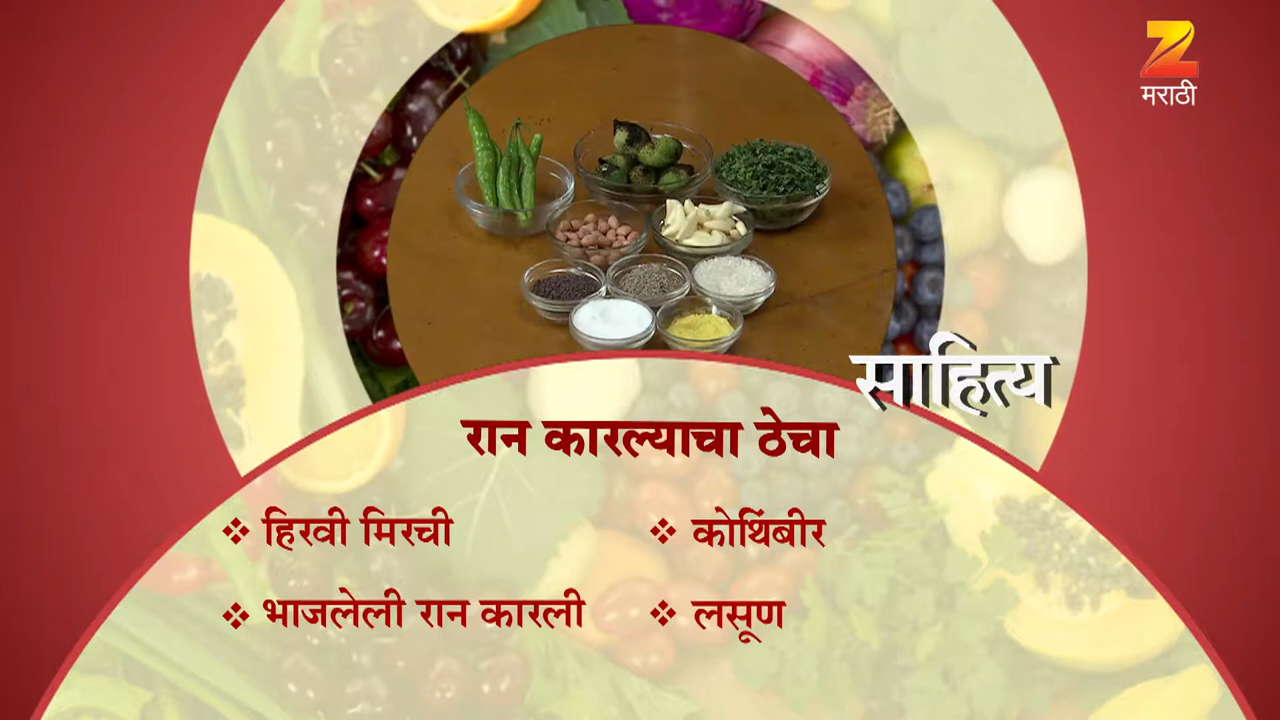 मराठी
साहित्य
रान कारल्याचा ठेचा
❖ हिरवी मिरची
❖ कोथिंबीर
❖ भाजलेली रान कारली
❖ लसूण